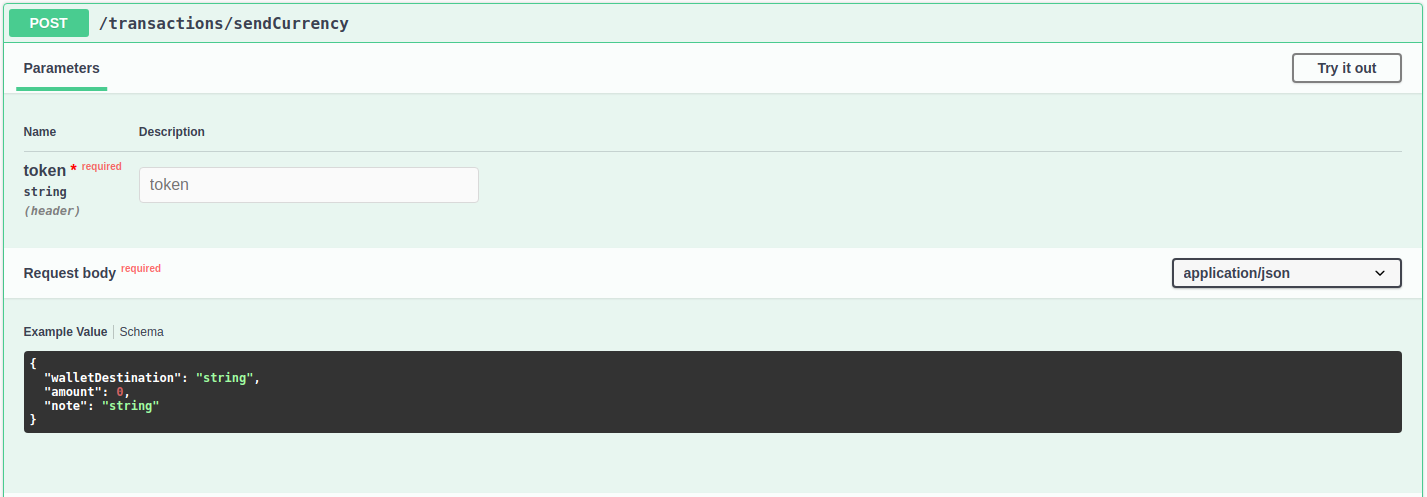 POST /transactions/sendCurrency
Parameters Try it out
Name Description
token * required token
string
(header)
Request body required application/json
Example Value Schema
{
"walletDestination": "string",
"amount": 0,
"note": "string"
}